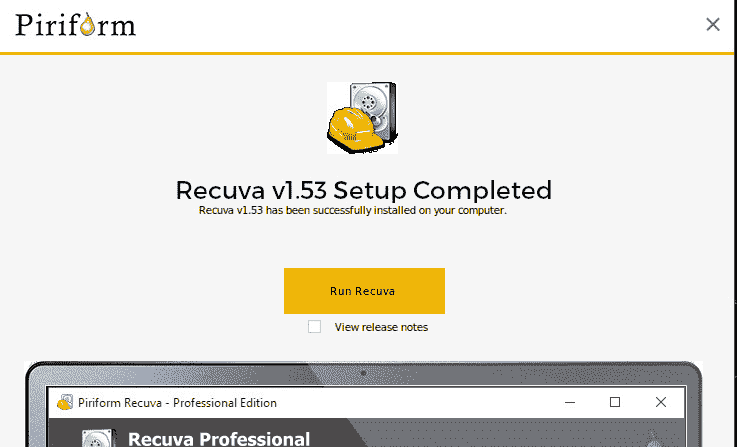 Piriform
Recuva v1.53 Setup Completed
Recuva v1.53 has been successfully installed on your computer.
Run Recuva
View release notes
Piriform Recuva - Professional Edition
Recuva Professional